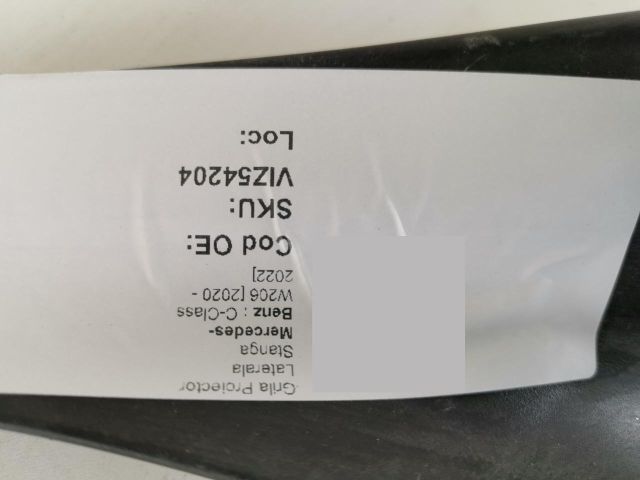 Grila Proiector
Laterala
Stanga
Mercedes-
Benz : C-Class
W206 [2020 -
2022]
Cod OE:
SKU:
VIZ54204
Loc: